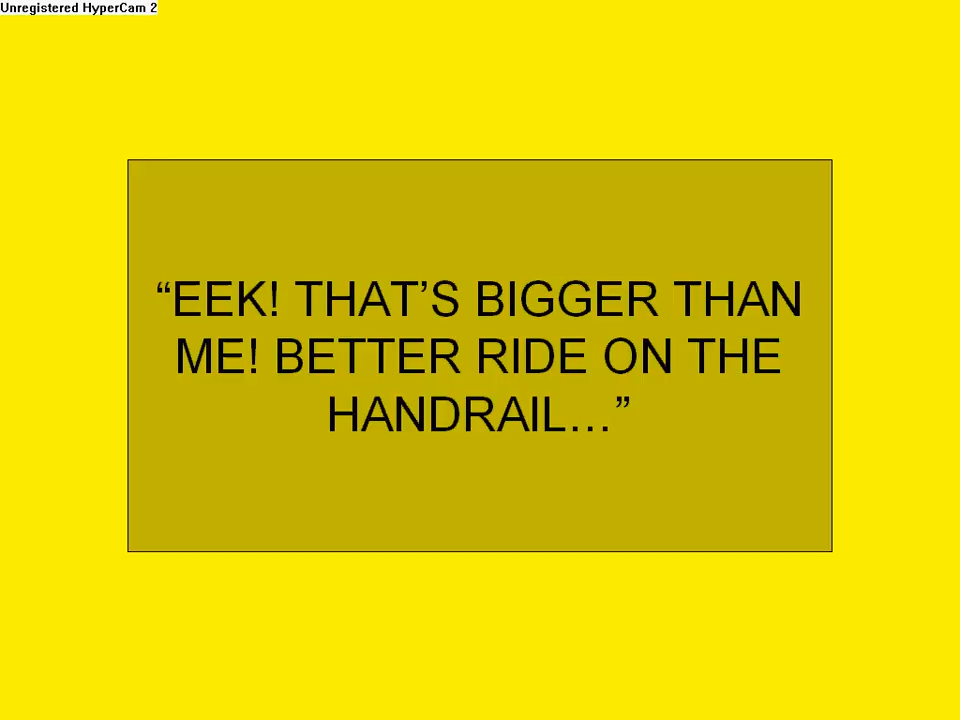 Unregistered HyperCam 2
“EEK! THAT’S BIGGER THAN
ME! BETTER RIDE ON THE
HANDRAIL…”